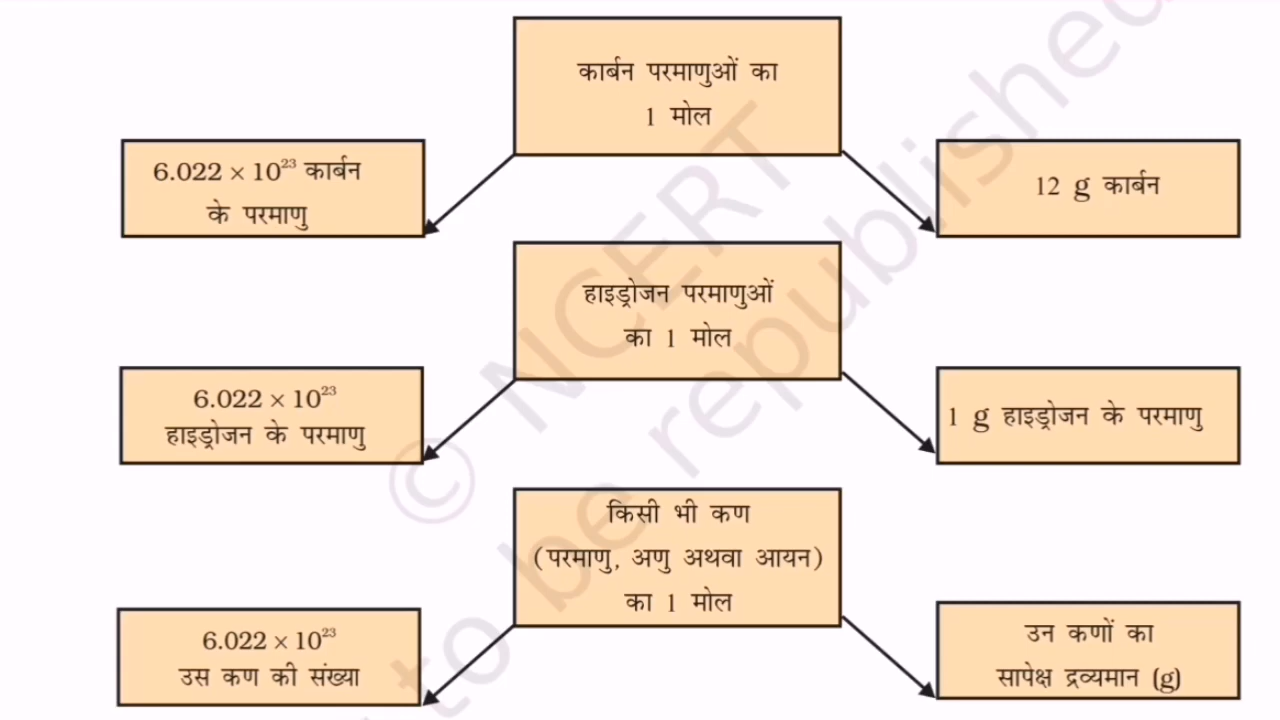 कार्बन परमाणुओं का
1 मोल
6.022 × 10²³ कार्बन
के परमाणु
12 g कार्बन
हाइड्रोजन परमाणुओं
का 1 मोल
6.022 × 10²³
हाइड्रोजन के परमाणु
1 g हाइड्रोजन के परमाणु
किसी भी कण
(परमाणु, अणु अथवा आयन)
का 1 मोल
6.022 × 10²³
उस कण की संख्या
उन कणों का
सापेक्ष द्रव्यमान (g)
© NCERT
to be republished